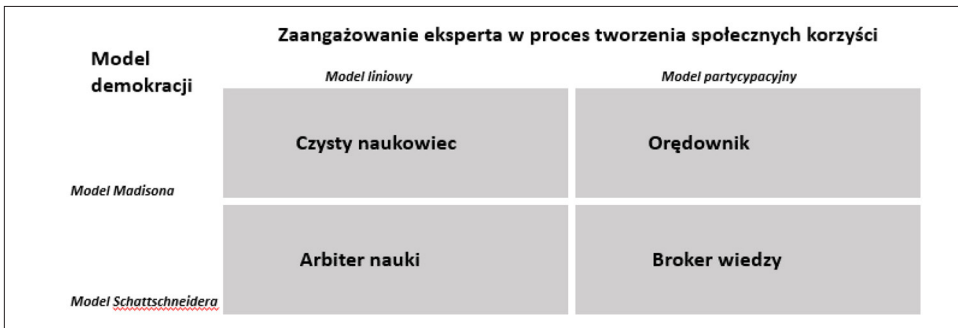 Zaangażowanie eksperta w proces tworzenia społecznych korzyści
Model
demokracji
Model liniowy
Model partycypacyjny
Czysty naukowiec
Orędownik
Model Madisona
Arbiter nauki
Broker wiedzy
Model Schattschneidera